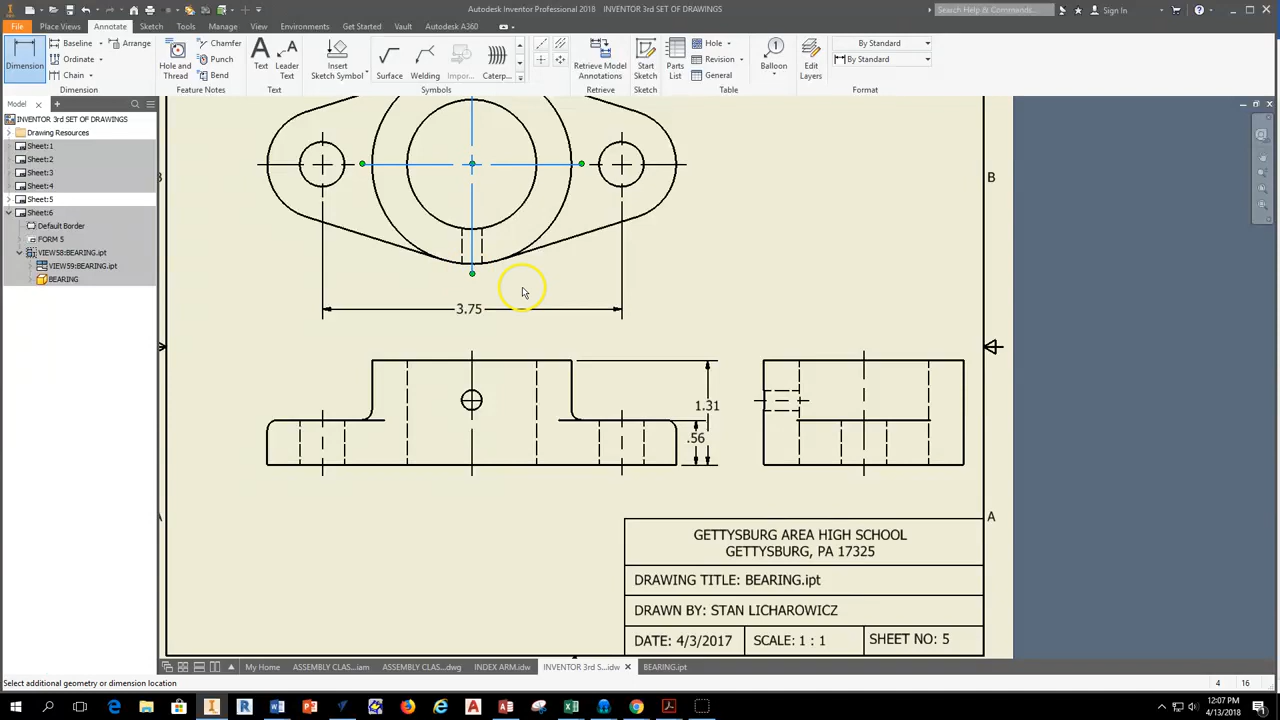 Autodesk Inventor Professional 2018   INVENTOR 3rd SET OF DRAWINGS
Search Help & Commands...
Sign In
File
Place Views
Annotate
Sketch
Tools
Manage
View
Environments
Get Started
Vault
Autodesk A360
Dimension
Baseline
Arrange
Ordinate
Chain
Dimension
Hole and Thread
Chamfer
Punch
Bend
Feature Notes
Text
Leader Text
Text
Insert Sketch Symbol
Surface
Welding
Impor...
Caterp...
Symbols
Retrieve Model Annotations
Retrieve
Start Sketch
Sketch
Parts List
Hole
Revision
General
Table
Balloon
Edit Layers
By Standard
By Standard
Format
Model
INVENTOR 3rd SET OF DRAWINGS
Drawing Resources
Sheet:1
Sheet:2
Sheet:3
Sheet:4
Sheet:5
Sheet:6
Default Border
FORM 5
VIEW58:BEARING.ipt
VIEW59:BEARING.ipt
BEARING
B
B
3.75
1.31
.56
A
A
GETTYSBURG AREA HIGH SCHOOL
GETTYSBURG, PA 17325
DRAWING TITLE: BEARING.ipt
DRAWN BY: STAN LICHAROWICZ
DATE: 4/3/2017
SCALE: 1 : 1
SHEET NO: 5
My Home
ASSEMBLY CLAS...iam
ASSEMBLY CLAS...dwg
INDEX ARM.idw
INVENTOR 3rd S...idw
BEARING.ipt
Select additional geometry or dimension location
4
16
12:07 PM
4/13/2018